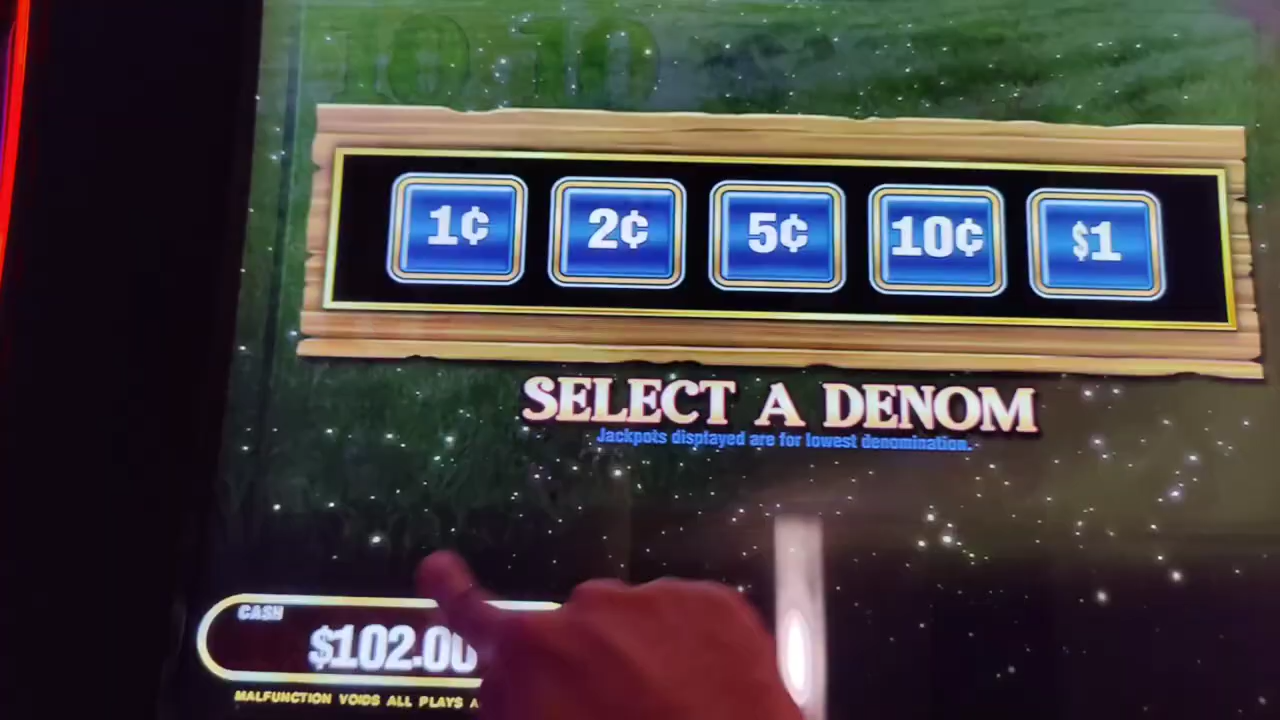 1¢ 2¢ 5¢ 10¢ $1
SELECT A DENOM
Jackpots displayed are for lowest denomination.
CASH
$102.00
MALFUNCTION VOIDS ALL PLAYS